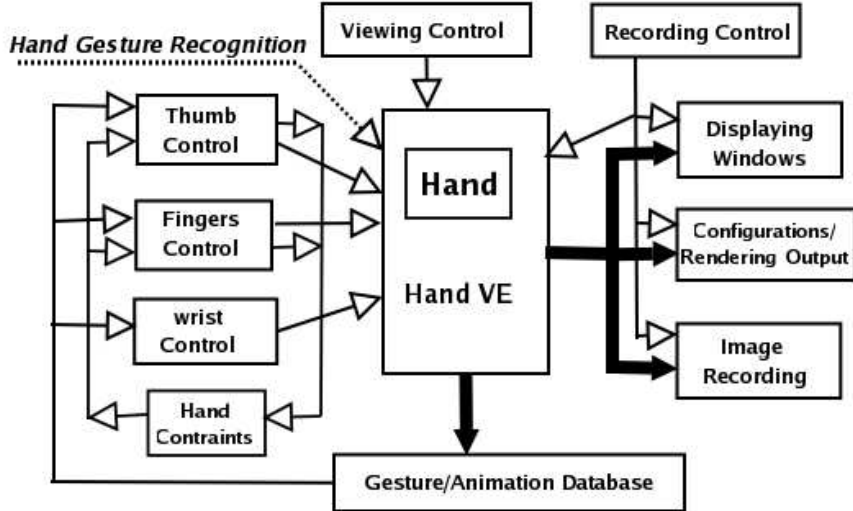 Viewing Control
Recording Control
Hand Gesture Recognition
Thumb
Control
Displaying
Windows
Hand
Fingers
Control
Configurations/
Rendering Output
Hand VE
wrist
Control
Image
Recording
Hand
Contraints
Gesture/Animation Database